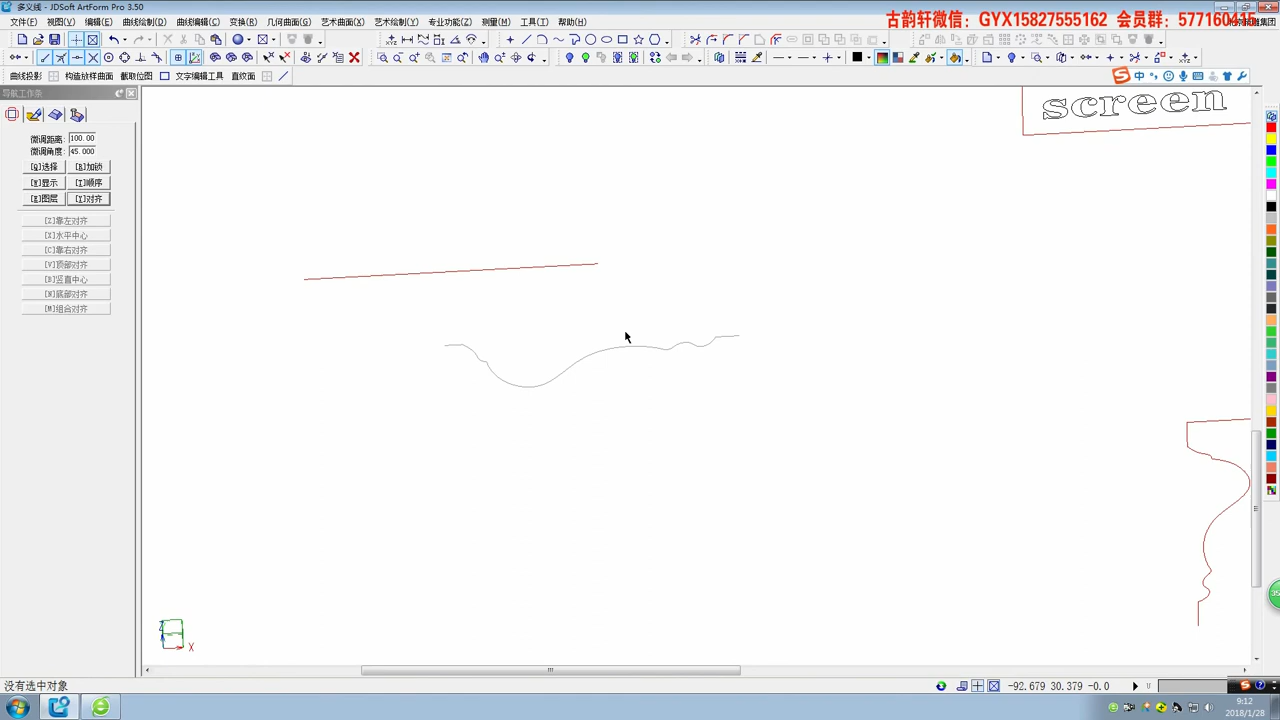 多义线 - JDSoft ArtForm Pro 3.50
文件(F) 视图(V) 编辑(E) 曲线绘制(D) 曲线编辑(C) 变换(R) 几何曲面(G) 艺术曲面(X) 艺术绘制(Y) 专业功能(Z) 测量(M) 工具(T) 帮助(H)
古韵轩微信：GYX15827555162 会员群：577160415
曲线投影 构造放样曲面 截取位图 文字编辑工具 直纹面
中
导航工作条
微调距离: 100.00
微调角度: 45.000
[Q]选择 [R]加锁
[W]显示 [T]顺序
[E]图层 [Y]对齐
[Z]靠左对齐
[X]水平中心
[C]靠右对齐
[V]顶部对齐
[B]竖直中心
[N]底部对齐
[M]组合对齐
screen
Z
X
没有选中对象
-92.679 30.379 -0.0
9:12
2018/1/28